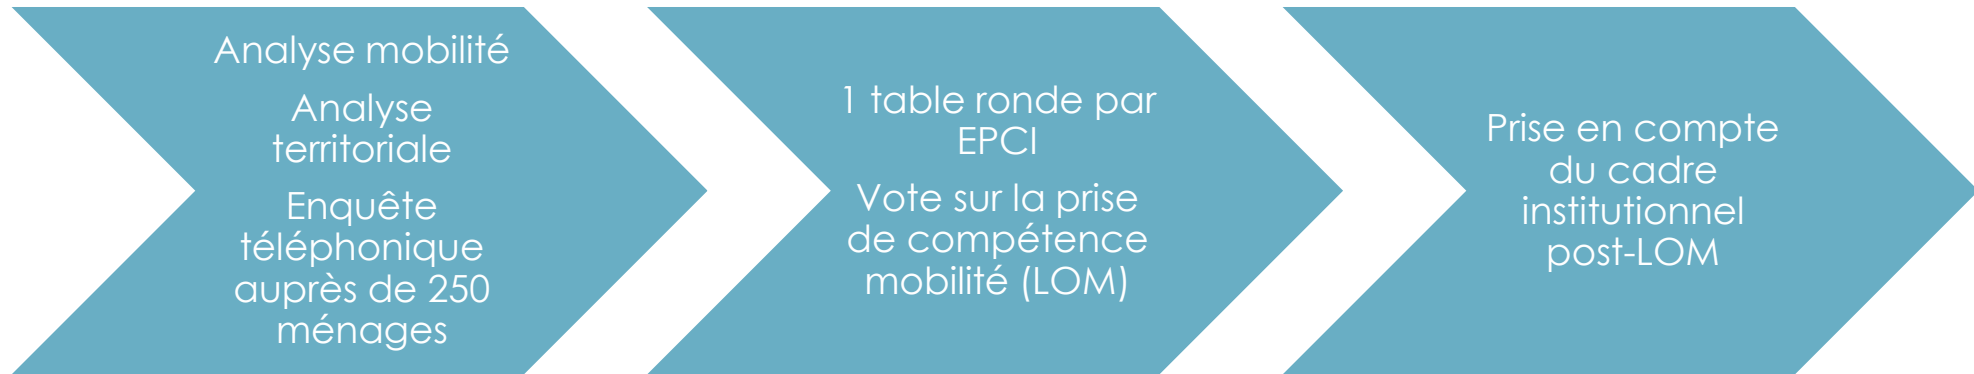 Analyse mobilité
Analyse
territoriale
Enquête
téléphonique
auprès de 250
ménages
1 table ronde par
EPCI
Vote sur la prise
de compétence
mobilité (LOM)
Prise en compte
du cadre
institutionnel
post-LOM